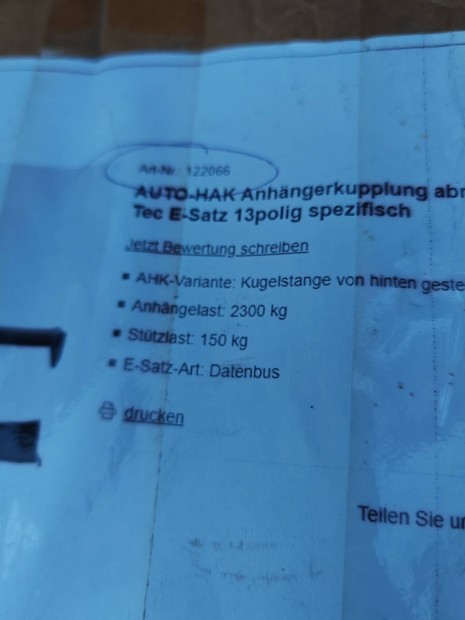 Art-Nr.: 122066
AUTO-HAK Anhängerkupplung
Tec E-Satz 13polig spezifisch
Jetzt Bewertung schreiben
▪ AHK-Variante: Kugelstange von hinten
▪ Anhängelast: 2300 kg
▪ Stützlast: 150 kg
▪ E-Satz-Art: Datenbus
drucken
Teilen Sie